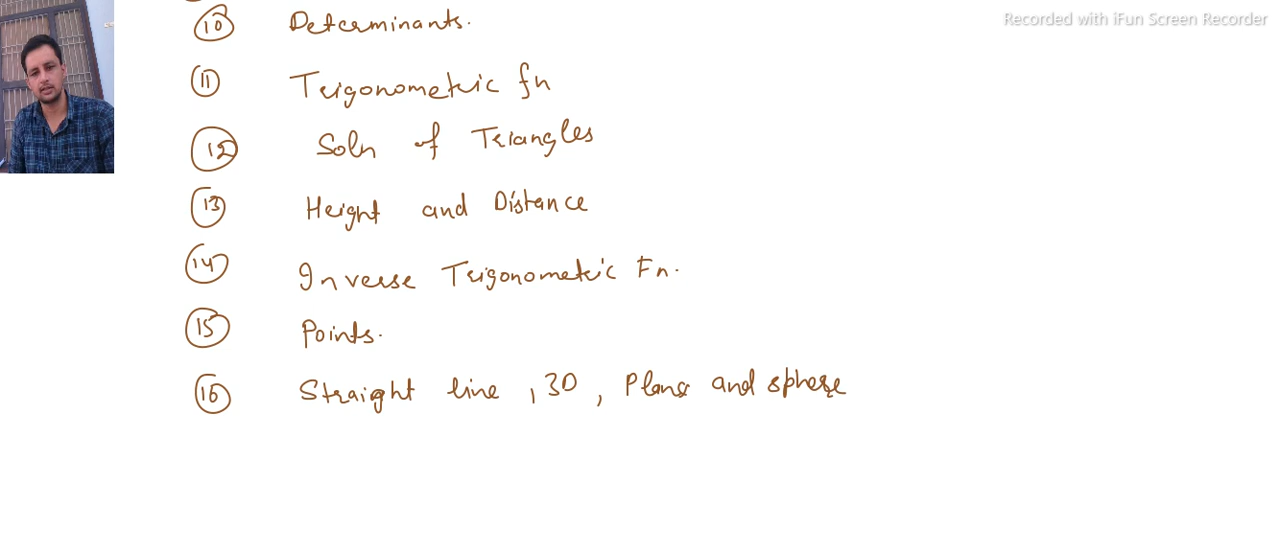 Recorded with iFun Screen Recorder
10 Determinants.
11 Trigonometric fn
12 Soln of Triangles
13 Height and Distance
14 Inverse Trigonometric Fn.
15 Points.
16 Straight line , 3D , Plane and sphere